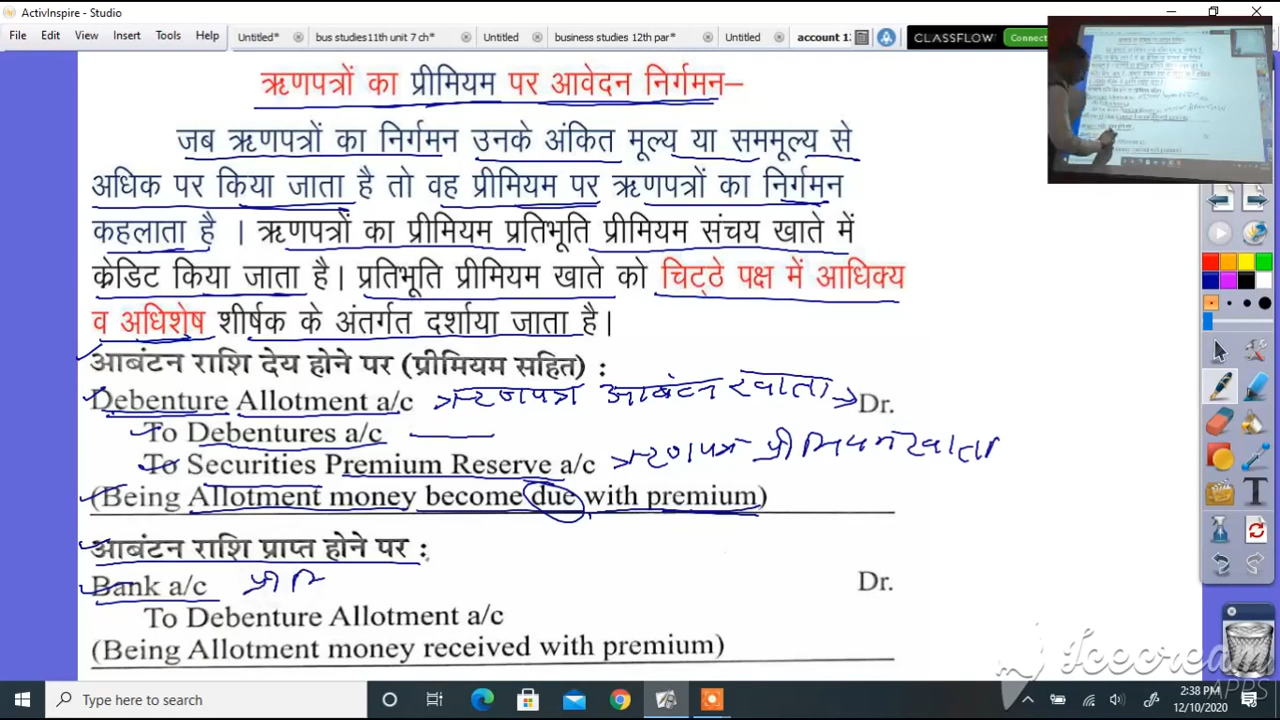 ActivInspire - Studio
File Edit View Insert Tools Help Untitled* bus studies11th unit 7 ch* Untitled business studies 12th par* Untitled account 1 CLASSFLOW Connec
ऋणपत्रों का प्रीमियम पर आवेदन निर्गमन–
जब ऋणपत्रों का निर्गमन उनके अंकित मूल्य या सममूल्य से
अधिक पर किया जाता है तो वह प्रीमियम पर ऋणपत्रों का निर्गमन
कहलाता है । ऋणपत्रों का प्रीमियम प्रतिभूति प्रीमियम संचय खाते में
क्रेडिट किया जाता है। प्रतिभूति प्रीमियम खाते को चिट्ठे पक्ष में आधिक्य
व अधिशेष शीर्षक के अंतर्गत दर्शाया जाता है।
आबंटन राशि देय होने पर (प्रीमियम सहित) :
Debenture Allotment a/c आबंटन खाता Dr.
To Debentures a/c
To Securities Premium Reserve a/c प्रीमियम खाता
(Being Allotment money become due with premium)
आबंटन राशि प्राप्त होने पर :
Bank a/c Dr.
To Debenture Allotment a/c
(Being Allotment money received with premium)
Icecream
APPS
Type here to search
2:38 PM
12/10/2020